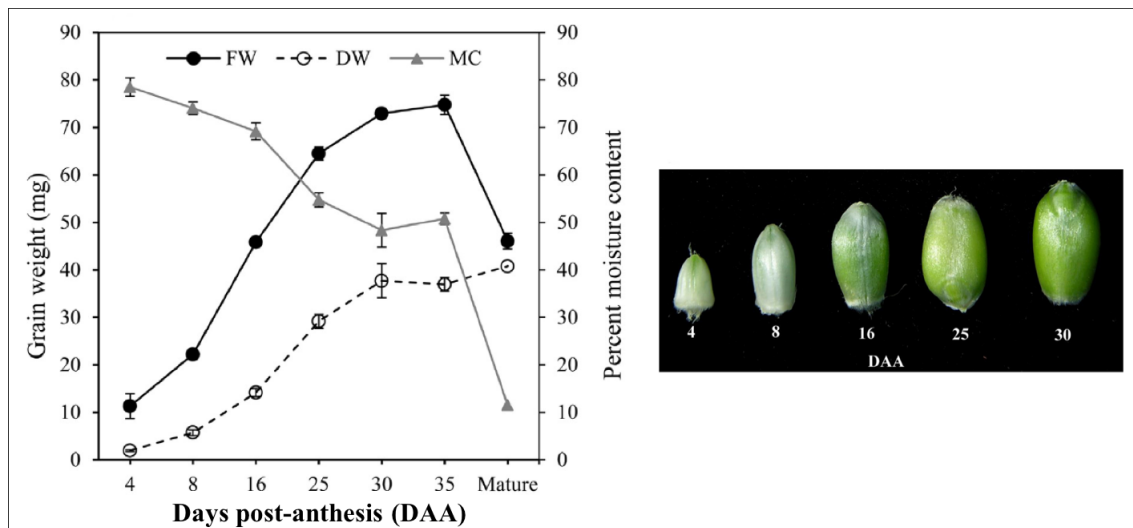 90
80
70
60
50
40
30
20
10
0
Grain weight (mg)
FW DW MC
90
80
70
60
50
40
30
20
10
0
Percent moisture content
4 8 16 25 30 35 Mature
Days post-anthesis (DAA)
4 8 16 25 30
DAA